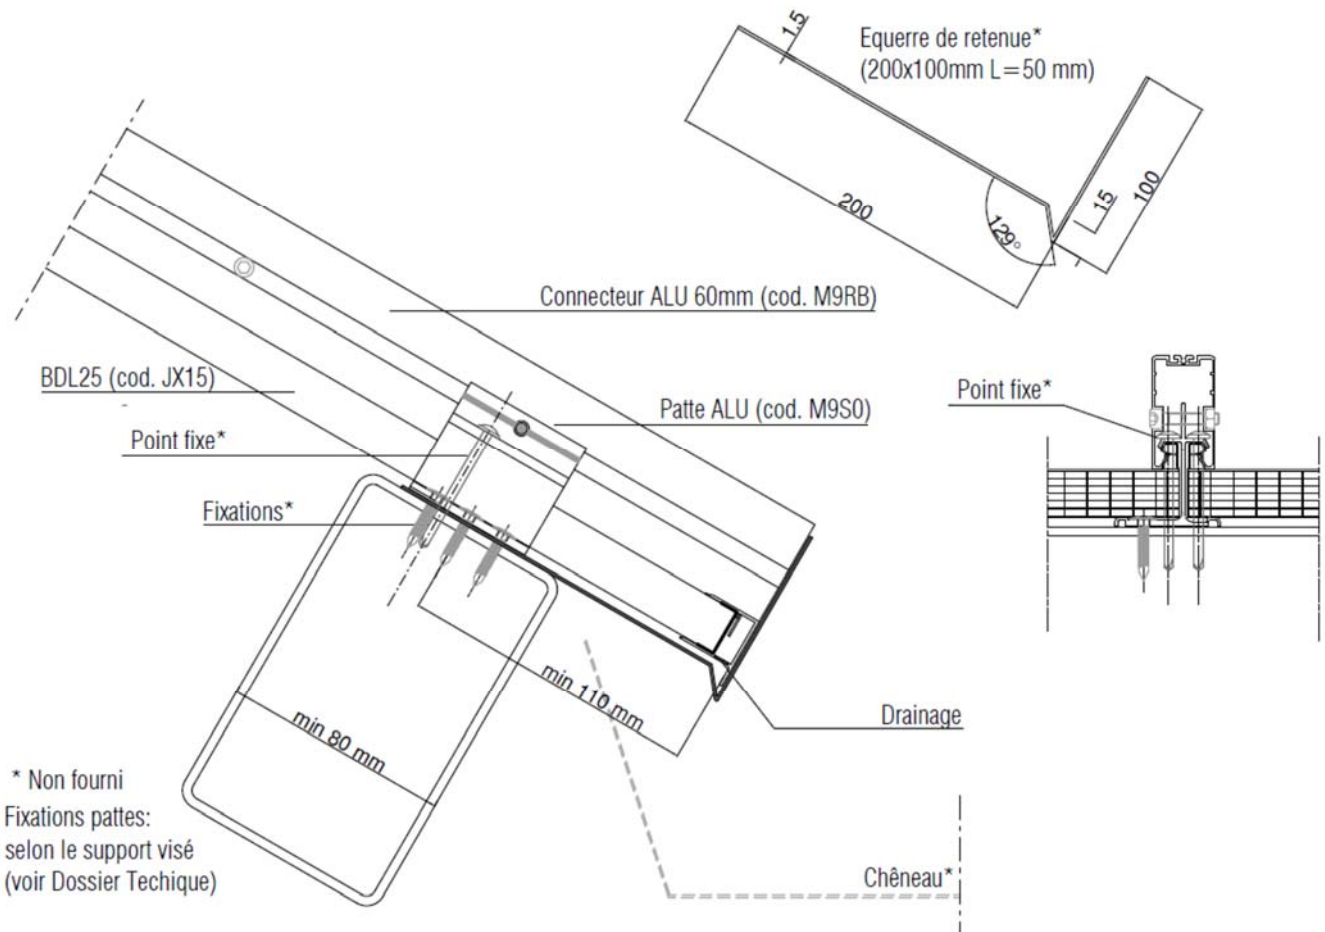 1.5
Equerre de retenue*
(200x100mm L=50 mm)
200
129°
15
100
Connecteur ALU 60mm (cod. M9RB)
BDL25 (cod. JX15)
Patte ALU (cod. M9S0)
Point fixe*
Point fixe*
Fixations*
min 110 mm
min 80 mm
Drainage
* Non fourni
Fixations pattes:
selon le support visé
(voir Dossier Techique)
Chêneau*